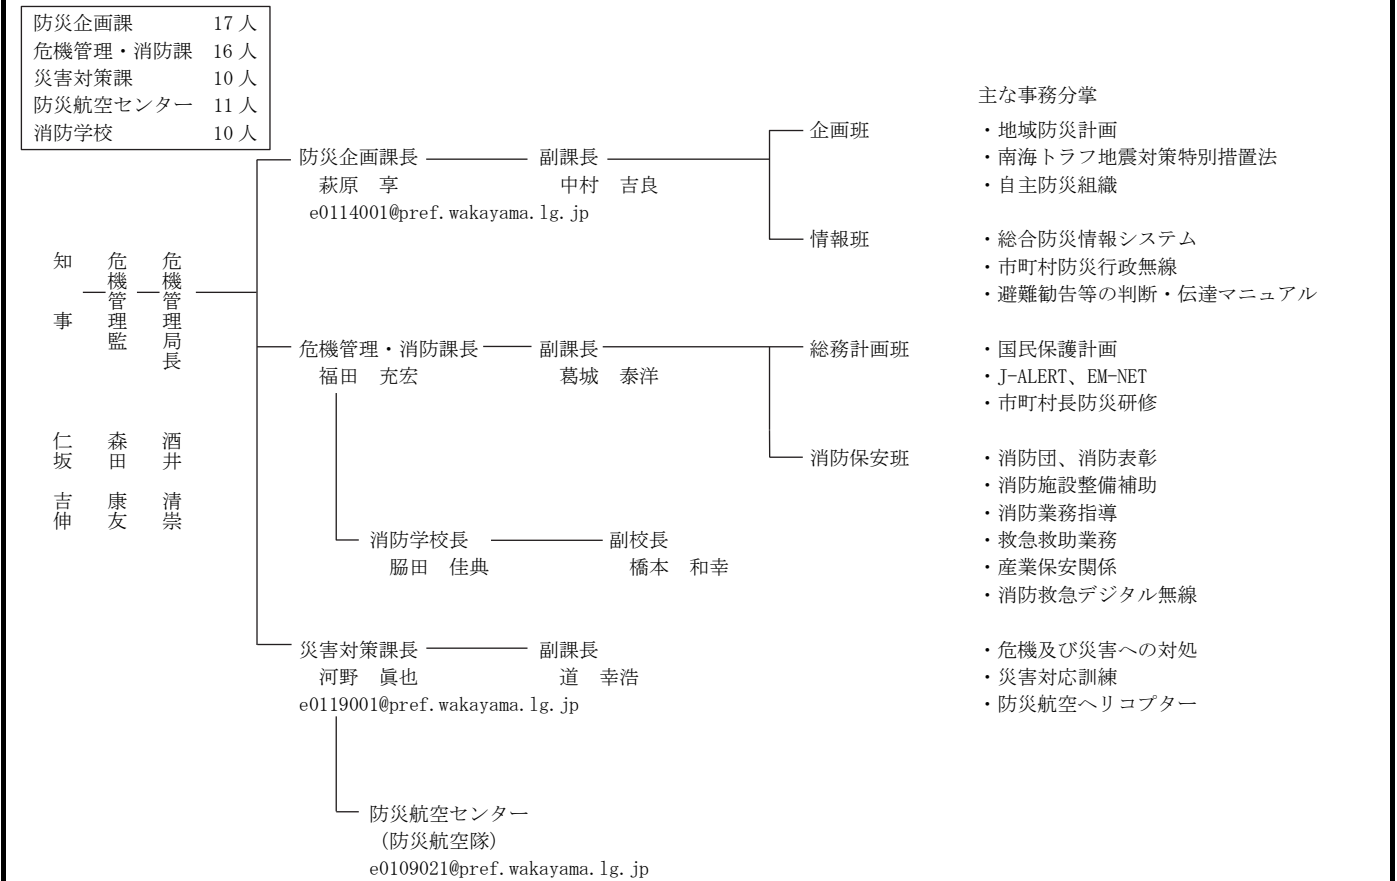 防災企画課 17人
危機管理・消防課 16人
災害対策課 10人
防災航空センター 11人
消防学校 10人
知事 仁坂 吉伸
危機管理監 森田 康友
危機管理局長 酒井 清崇
防災企画課長 副課長
萩原 享 中村 吉良
e0114001@pref.wakayama.lg.jp
危機管理・消防課長 副課長
福田 充宏 葛城 泰洋
消防学校長 副校長
脇田 佳典 橋本 和幸
災害対策課長 副課長
河野 眞也 道 幸浩
e0119001@pref.wakayama.lg.jp
防災航空センター
(防災航空隊)
e0109021@pref.wakayama.lg.jp
主な事務分掌
企画班 ・地域防災計画
・南海トラフ地震対策特別措置法
・自主防災組織
情報班 ・総合防災情報システム
・市町村防災行政無線
・避難勧告等の判断・伝達マニュアル
総務計画班 ・国民保護計画
・J-ALERT、EM-NET
・市町村長防災研修
消防保安班 ・消防団、消防表彰
・消防施設整備補助
・消防業務指導
・救急救助業務
・産業保安関係
・消防救急デジタル無線
・危機及び災害への対処
・災害対応訓練
・防災航空ヘリコプター